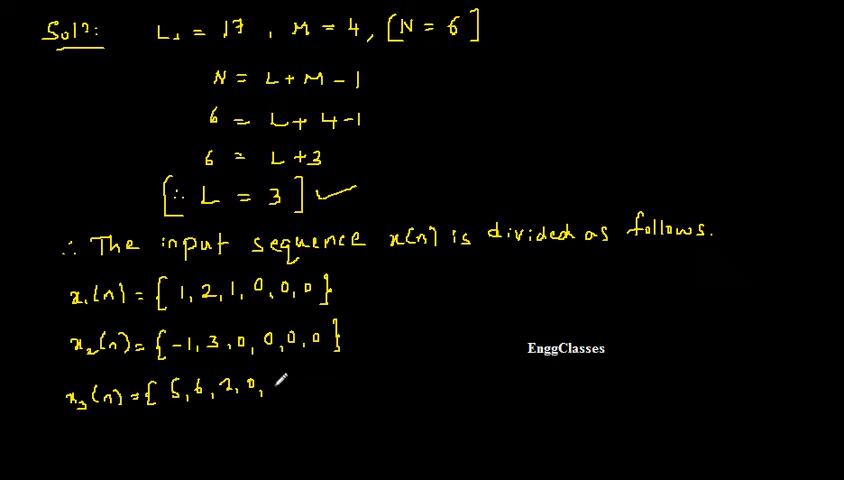 Solⁿ: Ls = 17, M = 4, [N = 6]
N = L + M - 1
6 = L + 4 - 1
6 = L + 3
[∴ L = 3] ✓
∴ The input sequence x(n) is divided as follows.
x₁(n) = { 1, 2, 1, 0, 0, 0 }
x₂(n) = { -1, 3, 0, 0, 0, 0 }
EnggClasses
x₃(n) = { 5, 6, 2, 0,